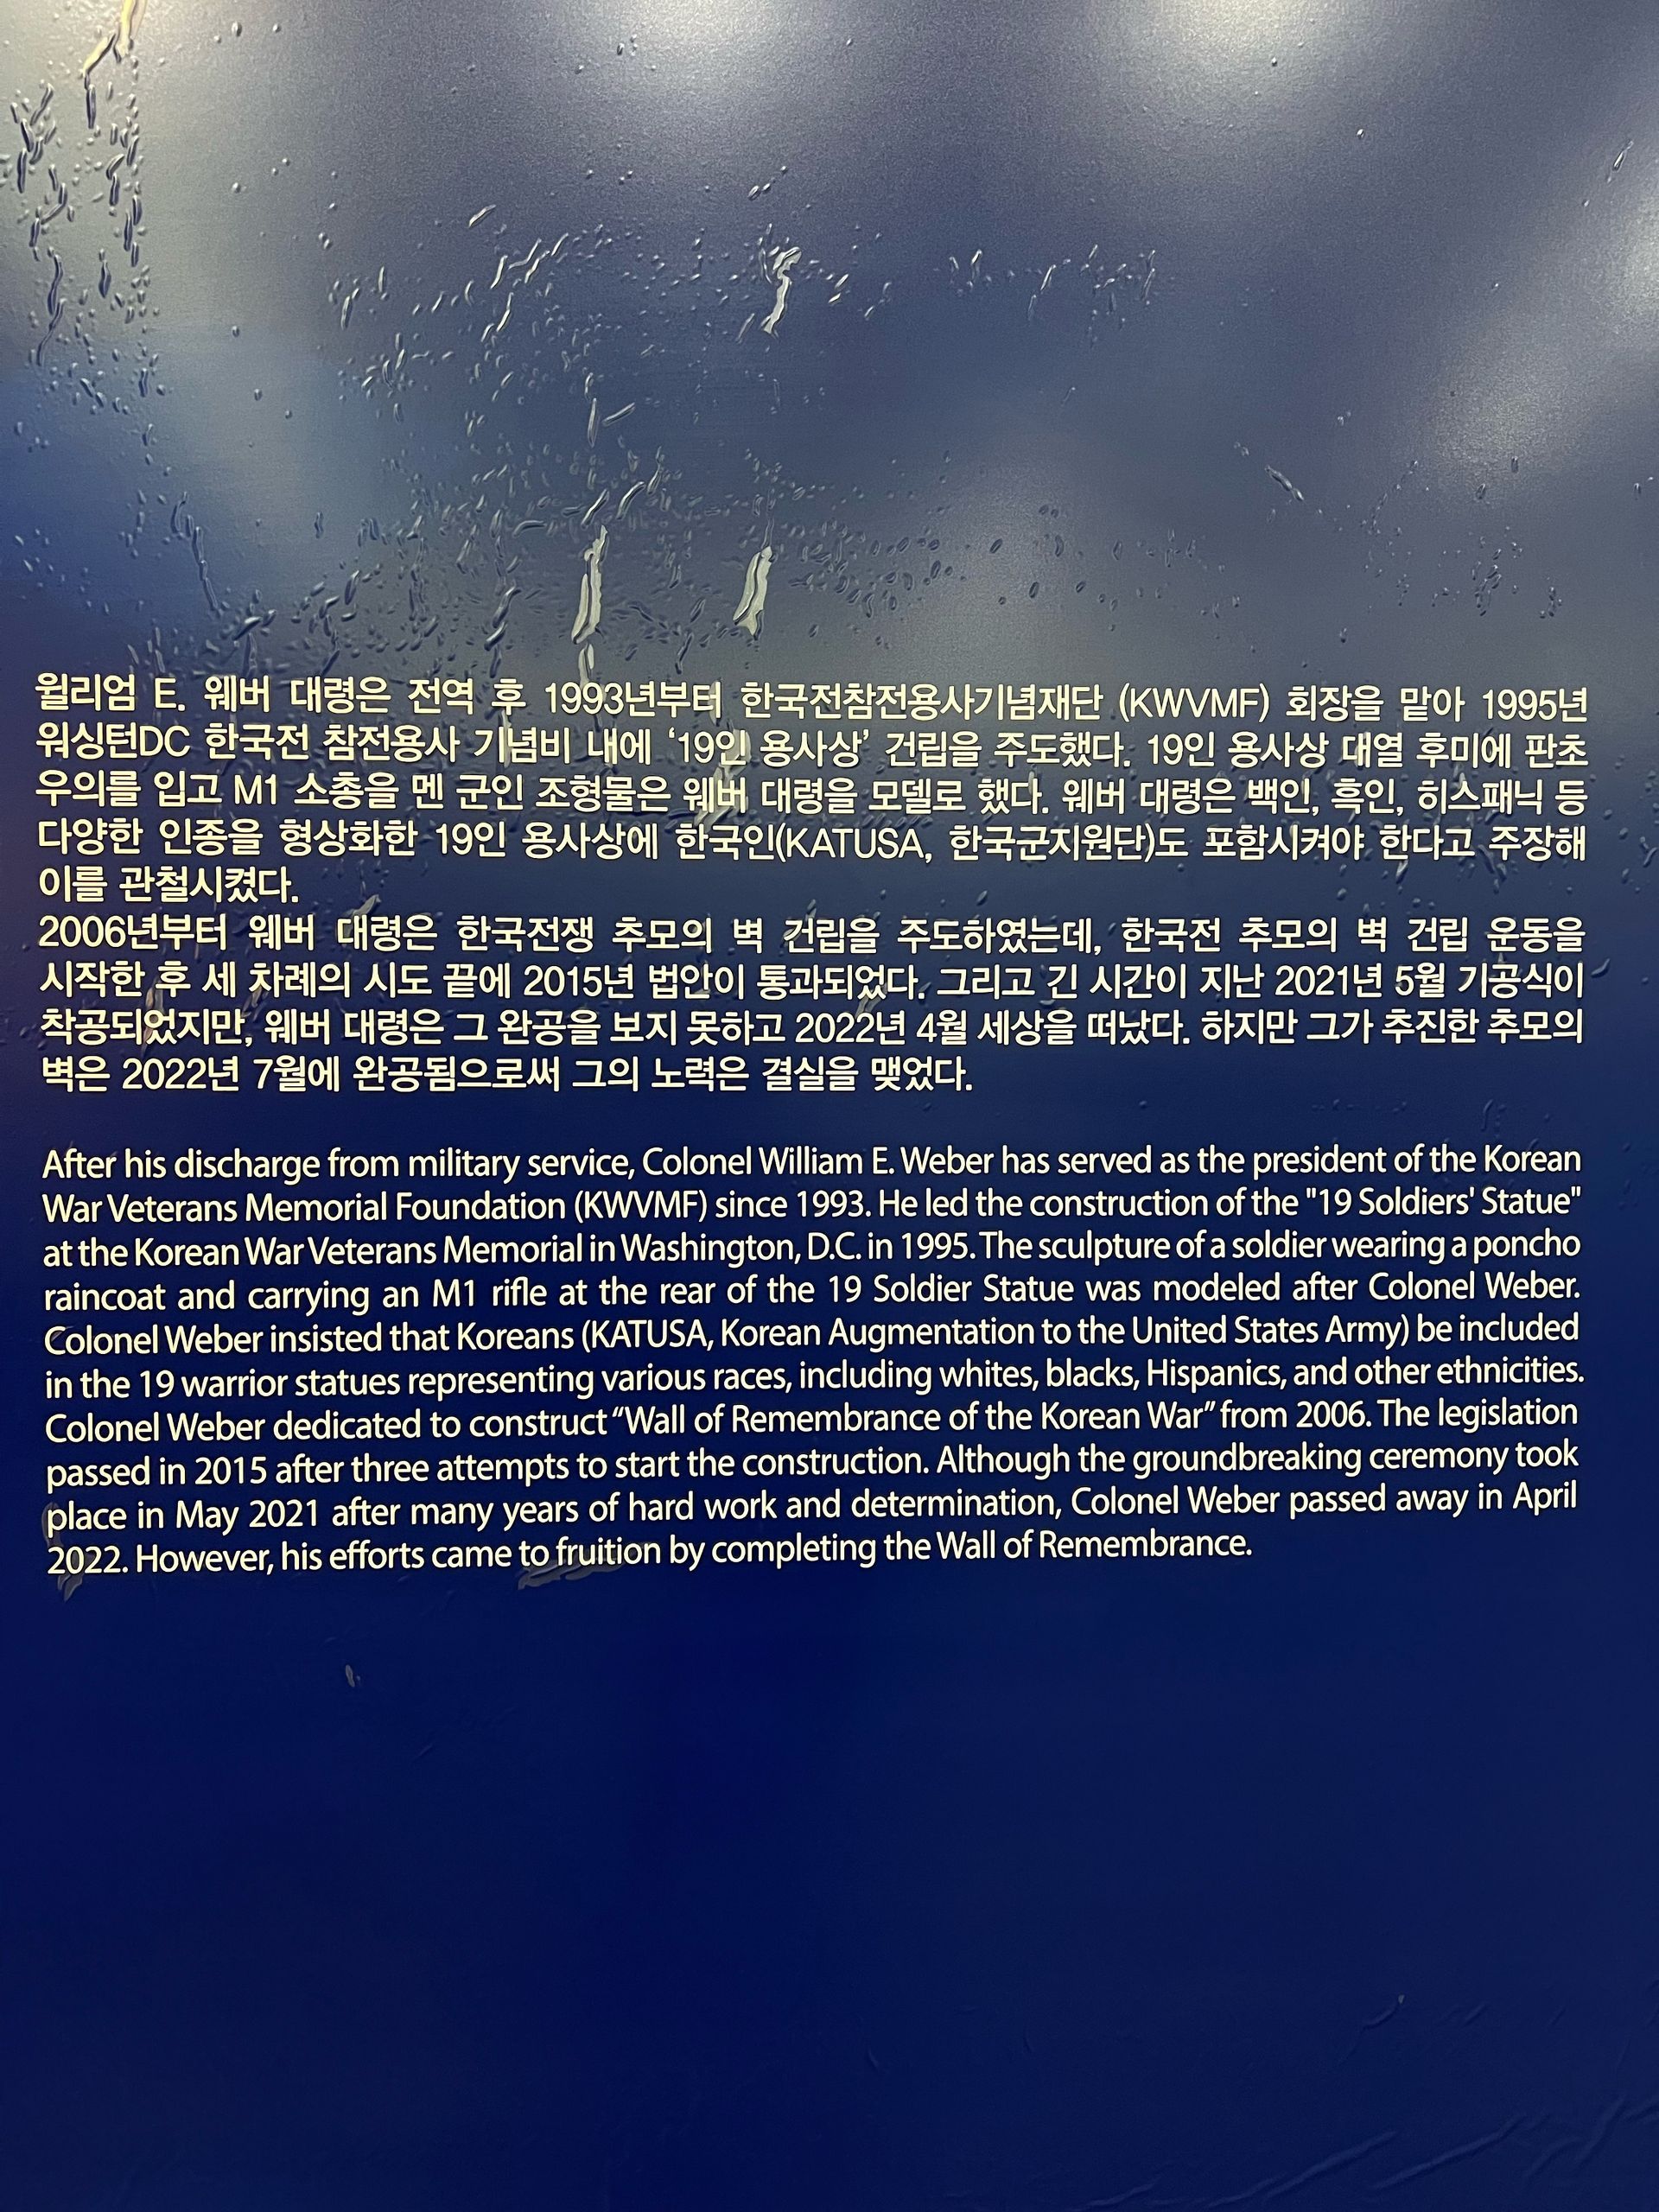 윌리엄 E. 웨버 대령은 전역 후 1993년부터 한국전참전용사기념재단 (KWVMF) 회장을 맡아 1995년
워싱턴DC 한국전 참전용사 기념비 내에 ‘19인 용사상’ 건립을 주도했다. 19인 용사상 대열 후미에 판초
우의를 입고 M1 소총을 멘 군인 조형물은 웨버 대령을 모델로 했다. 웨버 대령은 백인, 흑인, 히스패닉 등
다양한 인종을 형상화한 19인 용사상에 한국인(KATUSA, 한국군지원단)도 포함시켜야 한다고 주장해
이를 관철시켰다.
2006년부터 웨버 대령은 한국전쟁 추모의 벽 건립을 주도하였는데, 한국전 추모의 벽 건립 운동을
시작한 후 세 차례의 시도 끝에 2015년 법안이 통과되었다. 그리고 긴 시간이 지난 2021년 5월 기공식이
착공되었지만, 웨버 대령은 그 완공을 보지 못하고 2022년 4월 세상을 떠났다. 하지만 그가 추진한 추모의
벽은 2022년 7월에 완공됨으로써 그의 노력은 결실을 맺었다.
After his discharge from military service, Colonel William E. Weber has served as the president of the Korean
War Veterans Memorial Foundation (KWVMF) since 1993. He led the construction of the "19 Soldiers' Statue"
at the Korean War Veterans Memorial in Washington, D.C. in 1995. The sculpture of a soldier wearing a poncho
raincoat and carrying an M1 rifle at the rear of the 19 Soldier Statue was modeled after Colonel Weber.
Colonel Weber insisted that Koreans (KATUSA, Korean Augmentation to the United States Army) be included
in the 19 warrior statues representing various races, including whites, blacks, Hispanics, and other ethnicities.
Colonel Weber dedicated to construct “Wall of Remembrance of the Korean War” from 2006. The legislation
passed in 2015 after three attempts to start the construction. Although the groundbreaking ceremony took
place in May 2021 after many years of hard work and determination, Colonel Weber passed away in April
2022. However, his efforts came to fruition by completing the Wall of Remembrance.